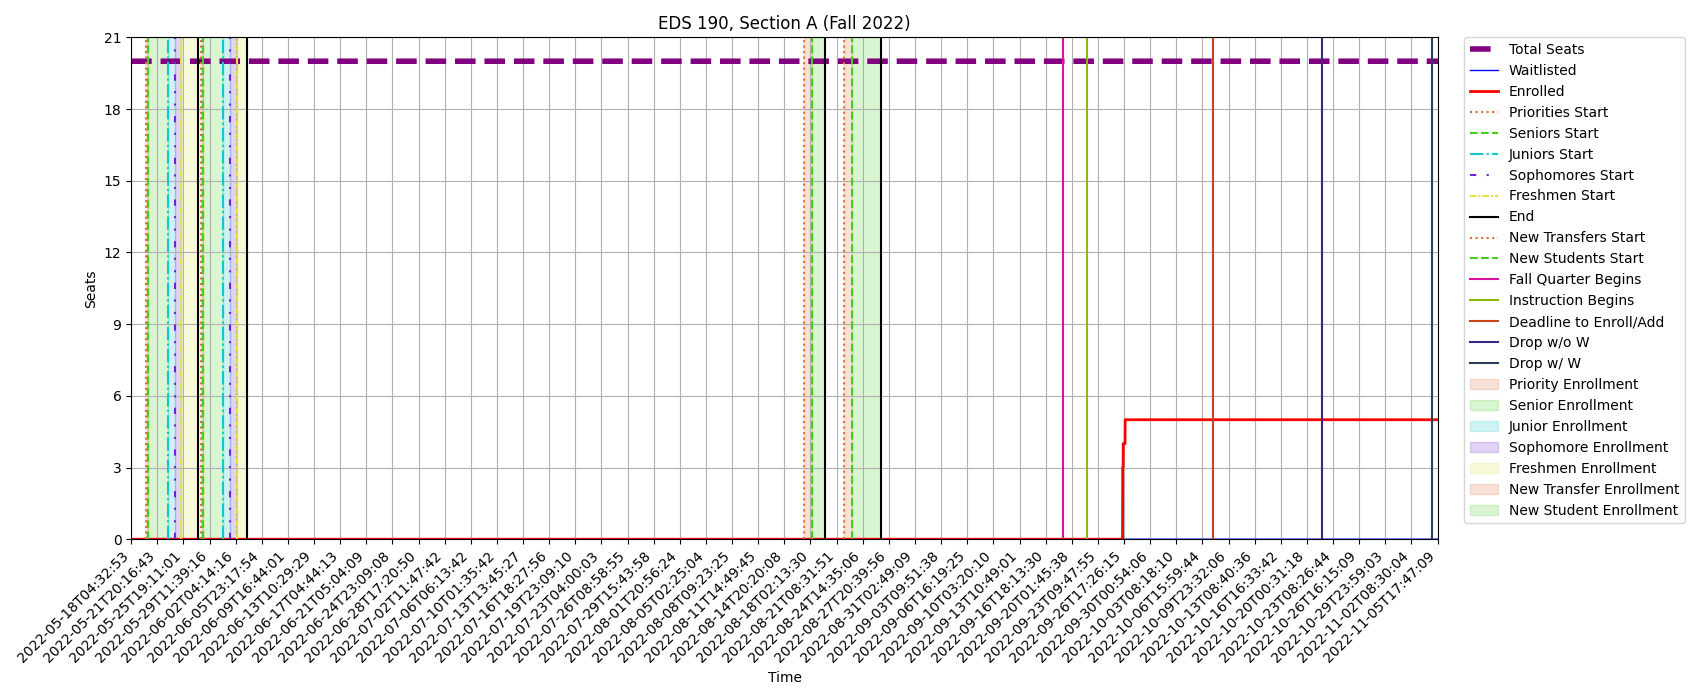 EDS 190, Section A (Fall 2022)
Seats
21
18
15
12
9
6
3
0
2022-05-18T04:32:53
2022-05-21T20:16:43
2022-05-25T19:11:01
2022-05-29T11:39:16
2022-06-02T04:14:16
2022-06-05T23:17:54
2022-06-09T16:44:01
2022-06-13T10:29:29
2022-06-17T04:44:13
2022-06-21T05:04:09
2022-06-24T23:09:08
2022-06-28T17:20:50
2022-07-02T11:47:42
2022-07-06T06:13:42
2022-07-10T01:35:42
2022-07-13T13:45:27
2022-07-16T18:27:56
2022-07-19T23:09:10
2022-07-23T04:00:03
2022-07-26T08:58:55
2022-07-29T15:43:58
2022-08-01T20:56:24
2022-08-05T02:25:04
2022-08-08T09:23:25
2022-08-11T14:49:45
2022-08-14T20:20:08
2022-08-18T02:13:30
2022-08-21T08:31:51
2022-08-24T14:35:06
2022-08-27T20:39:56
2022-08-31T02:49:09
2022-09-03T09:51:38
2022-09-06T16:19:25
2022-09-10T03:20:10
2022-09-13T10:49:01
2022-09-16T18:13:30
2022-09-20T01:45:38
2022-09-23T09:47:55
2022-09-26T17:26:15
2022-09-30T00:54:06
2022-10-03T08:18:10
2022-10-06T15:59:44
2022-10-09T23:32:06
2022-10-13T08:40:36
2022-10-16T16:33:42
2022-10-20T00:31:18
2022-10-23T08:26:44
2022-10-26T16:15:09
2022-10-29T23:59:03
2022-11-02T08:30:04
2022-11-05T17:47:09
Time
Total Seats
Waitlisted
Enrolled
Priorities Start
Seniors Start
Juniors Start
Sophomores Start
Freshmen Start
End
New Transfers Start
New Students Start
Fall Quarter Begins
Instruction Begins
Deadline to Enroll/Add
Drop w/o W
Drop w/ W
Priority Enrollment
Senior Enrollment
Junior Enrollment
Sophomore Enrollment
Freshmen Enrollment
New Transfer Enrollment
New Student Enrollment